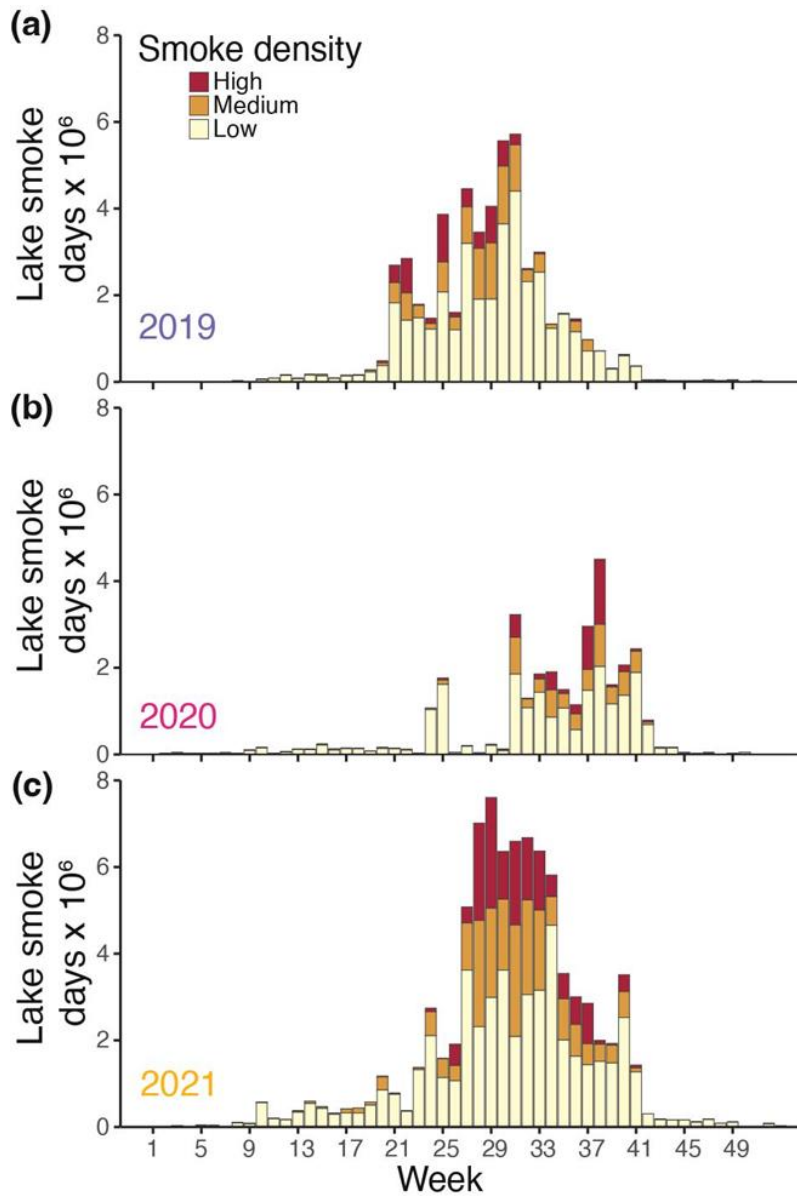 (a)
8
6
4
2
0
Lake smoke
days x 10⁶
Smoke density
High
Medium
Low
2019
(b)
8
6
4
2
0
Lake smoke
days x 10⁶
2020
(c)
8
6
4
2
0
Lake smoke
days x 10⁶
2021
1 5 9 13 17 21 25 29 33 37 41 45 49
Week